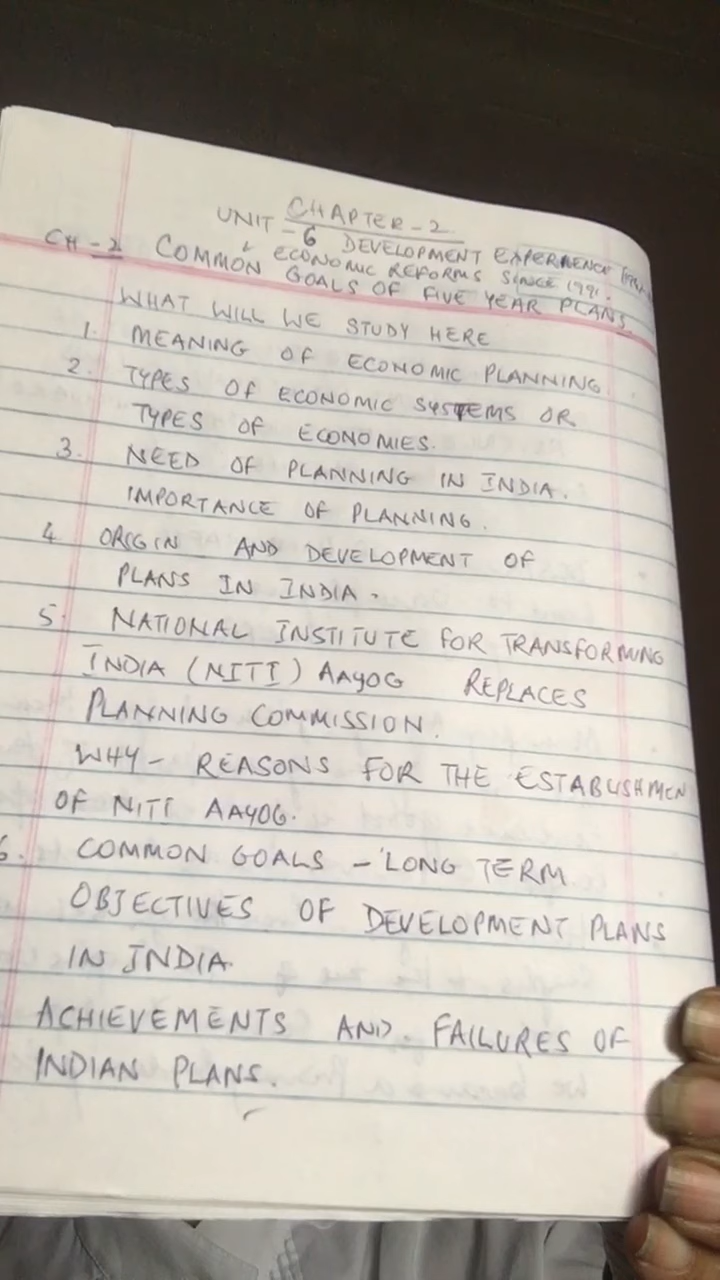 CHAPTER-2
UNIT-6 DEVELOPMENT EXPERIENCE
& ECONOMIC REFORMS SINCE 1991.
CH-2 COMMON GOALS OF FIVE YEAR PLANS.
WHAT WILL WE STUDY HERE
1. MEANING OF ECONOMIC PLANNING
2. TYPES OF ECONOMIC SYSTEMS OR
TYPES OF ECONOMIES.
3. NEED OF PLANNING IN INDIA.
IMPORTANCE OF PLANNING.
4 ORIGIN AND DEVELOPMENT OF
PLANS IN INDIA.
5. NATIONAL INSTITUTE FOR TRANSFORMING
INDIA (NITI) AAYOG REPLACES
PLANNING COMMISSION.
WHY - REASONS FOR THE ESTABLISHMEN
OF NITI AAYOG.
6. COMMON GOALS - LONG TERM
OBJECTIVES OF DEVELOPMENT PLANS
IN INDIA.
ACHIEVEMENTS AND FAILURES OF
INDIAN PLANS.